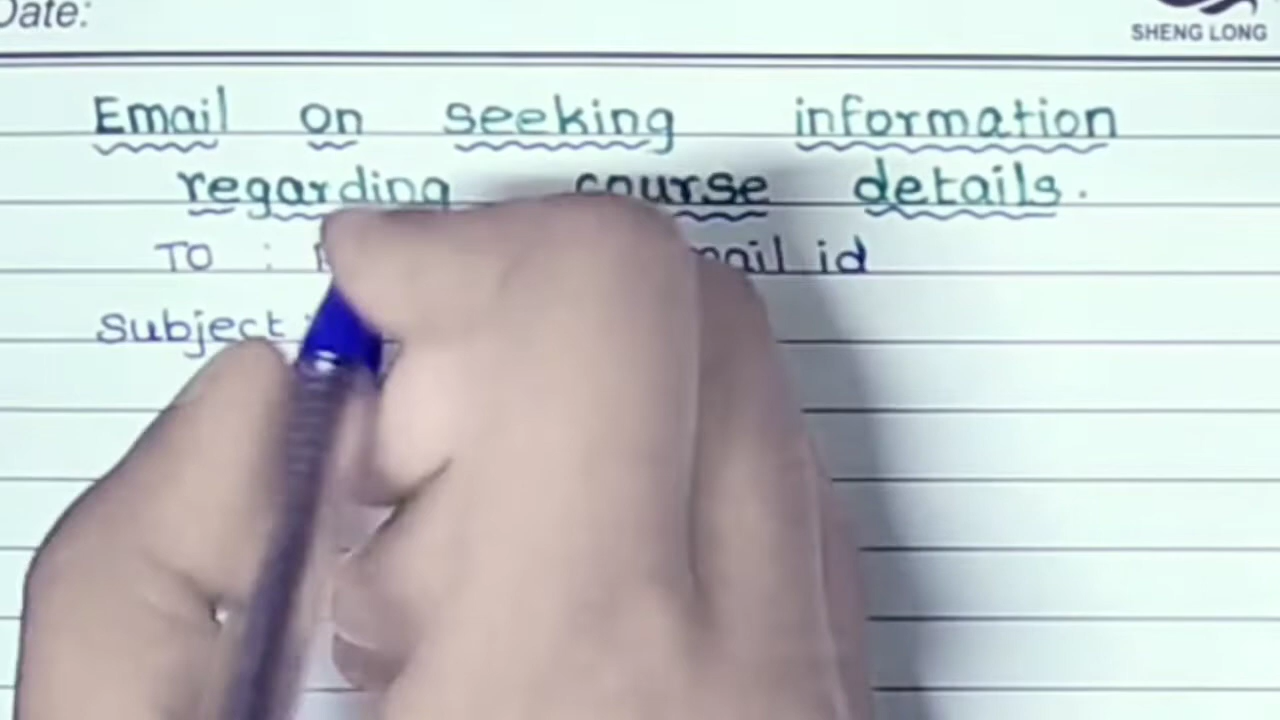 Date:
SHENG LONG
Email on seeking information
regarding course details.
TO : mail id
Subject :